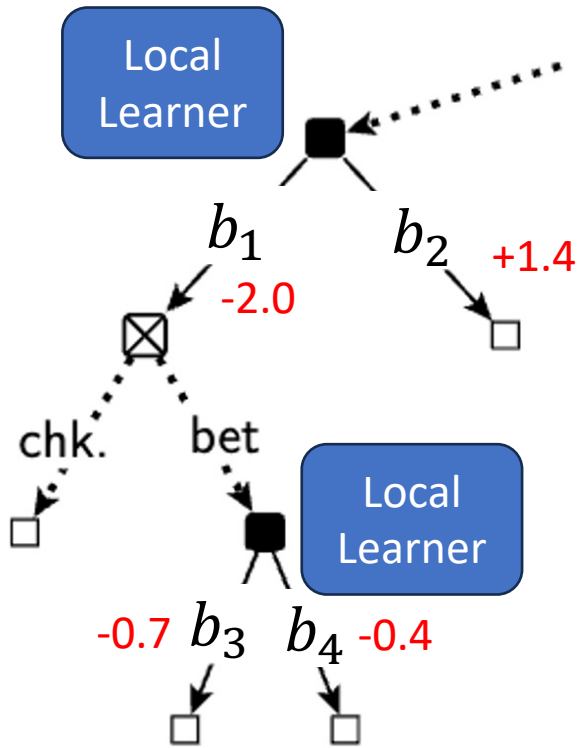 Local
Learner
b₁
b₂
+1.4
-2.0
chk.
bet
Local
Learner
-0.7
b₃
b₄
-0.4